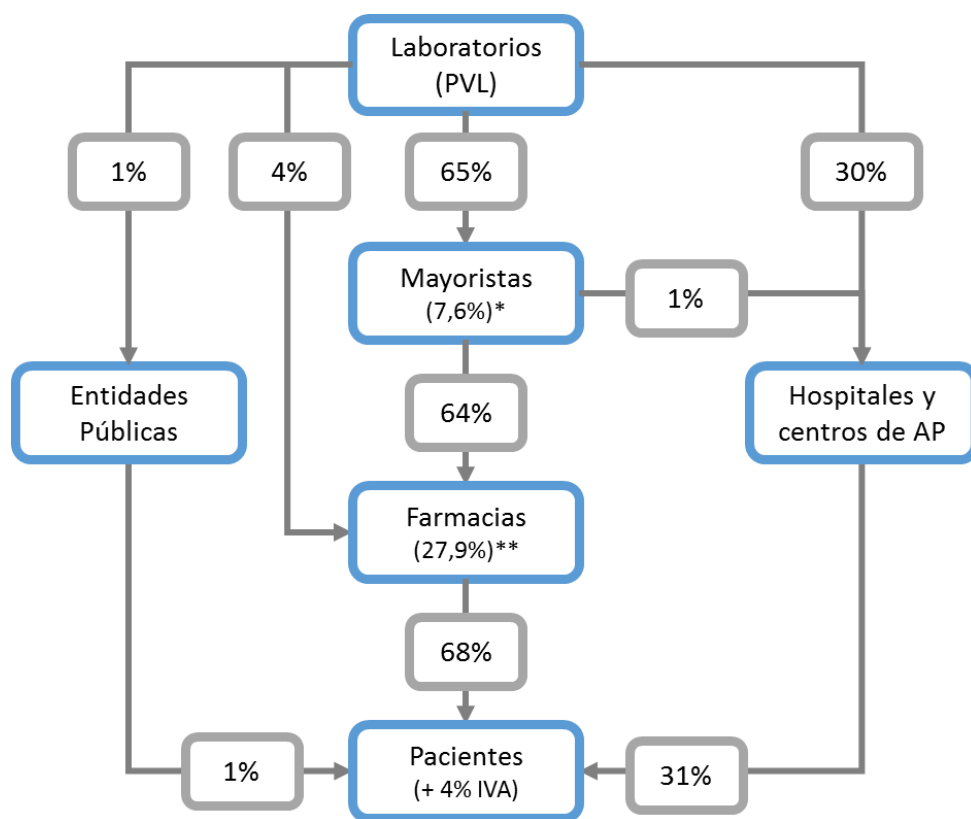 Laboratorios
(PVL)
1%
4%
65%
30%
Mayoristas
(7,6%)*
1%
Entidades
Públicas
64%
Hospitales y
centros de AP
Farmacias
(27,9%)**
68%
1%
Pacientes
(+ 4% IVA)
31%